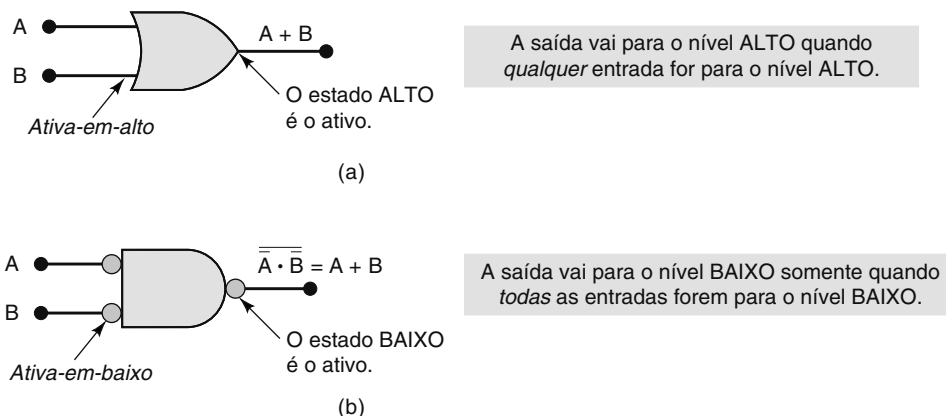 A
B
A + B
Ativa-em-alto
O estado ALTO
é o ativo.
A saída vai para o nível ALTO quando
qualquer entrada for para o nível ALTO.
(a)
A
B
A̅ · B̅ = A + B
Ativa-em-baixo
O estado BAIXO
é o ativo.
A saída vai para o nível BAIXO somente quando
todas as entradas forem para o nível BAIXO.
(b)